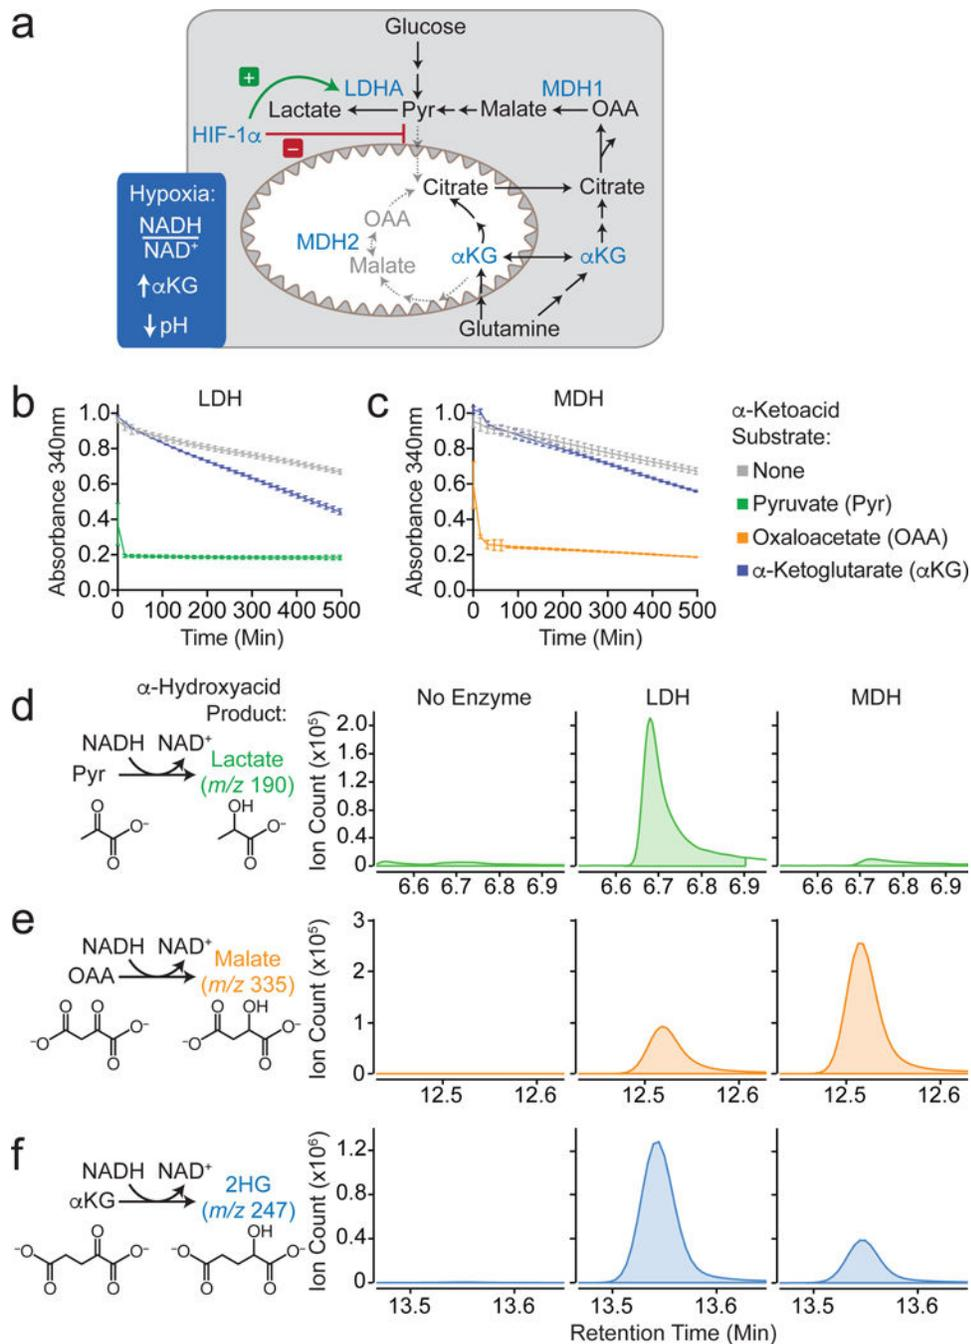 a
Glucose
LDHA
MDH1
Lactate
Pyr
Malate
OAA
HIF-1α
+
−
Hypoxia:
NADH
NAD⁺
↑αKG
↓pH
Citrate
Citrate
OAA
MDH2
Malate
αKG
αKG
Glutamine
b
LDH
Absorbance 340nm
1.0
0.8
0.6
0.4
0.2
0.0
0 100 200 300 400 500
Time (Min)
c
MDH
Absorbance 340nm
1.0
0.8
0.6
0.4
0.2
0.0
0 100 200 300 400 500
Time (Min)
α-Ketoacid
Substrate:
None
Pyruvate (Pyr)
Oxaloacetate (OAA)
α-Ketoglutarate (αKG)
d
α-Hydroxyacid
Product:
NADH NAD⁺
Pyr
Lactate
(m/z 190)
O
O⁻
O
OH
O⁻
O
No Enzyme
LDH
MDH
Ion Count (x10⁵)
2.0
1.6
1.2
0.8
0.4
0
6.6 6.7 6.8 6.9
6.6 6.7 6.8 6.9
6.6 6.7 6.8 6.9
e
NADH NAD⁺
OAA
Malate
(m/z 335)
O O
⁻O O⁻
O
O OH
⁻O O⁻
O
Ion Count (x10⁵)
3
2
1
0
12.5 12.6
12.5 12.6
12.5 12.6
f
NADH NAD⁺
αKG
2HG
(m/z 247)
O
⁻O O⁻
O O
OH
⁻O O⁻
O O
Ion Count (x10⁶)
1.2
0.8
0.4
0
13.5 13.6
13.5 13.6
13.5 13.6
Retention Time (Min)